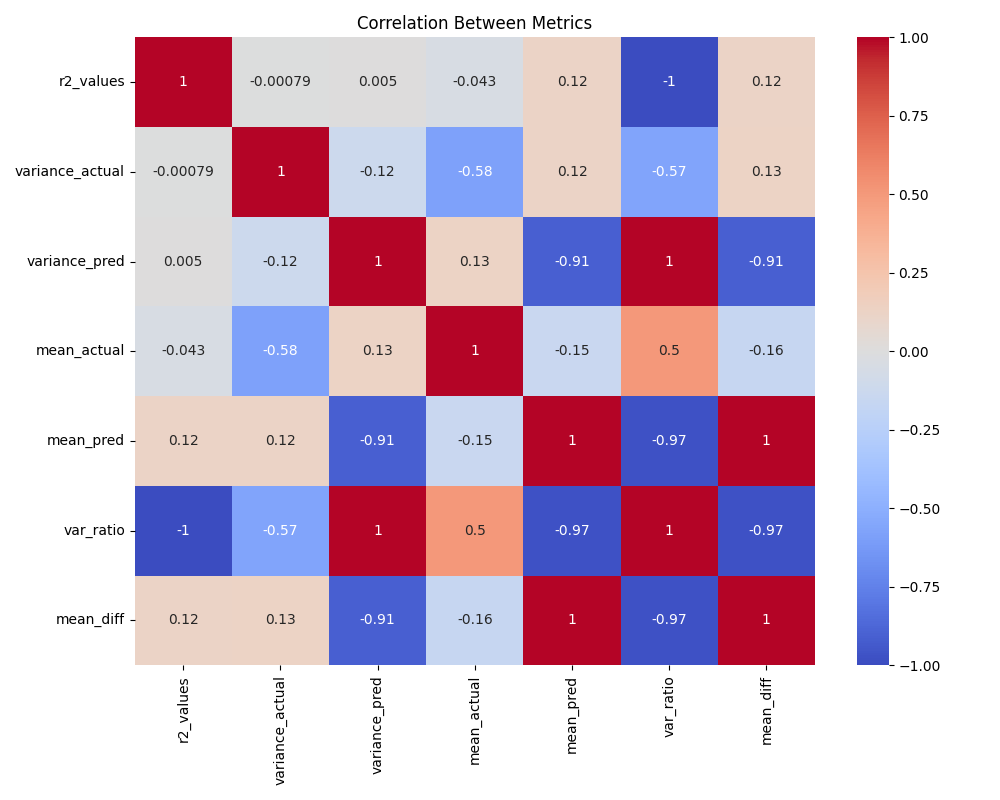 Correlation Between Metrics
r2_values 1 -0.00079 0.005 -0.043 0.12 -1 0.12
variance_actual -0.00079 1 -0.12 -0.58 0.12 -0.57 0.13
variance_pred 0.005 -0.12 1 0.13 -0.91 1 -0.91
mean_actual -0.043 -0.58 0.13 1 -0.15 0.5 -0.16
mean_pred 0.12 0.12 -0.91 -0.15 1 -0.97 1
var_ratio -1 -0.57 1 0.5 -0.97 1 -0.97
mean_diff 0.12 0.13 -0.91 -0.16 1 -0.97 1
r2_values variance_actual variance_pred mean_actual mean_pred var_ratio mean_diff
1.00
0.75
0.50
0.25
0.00
−0.25
−0.50
−0.75
−1.00